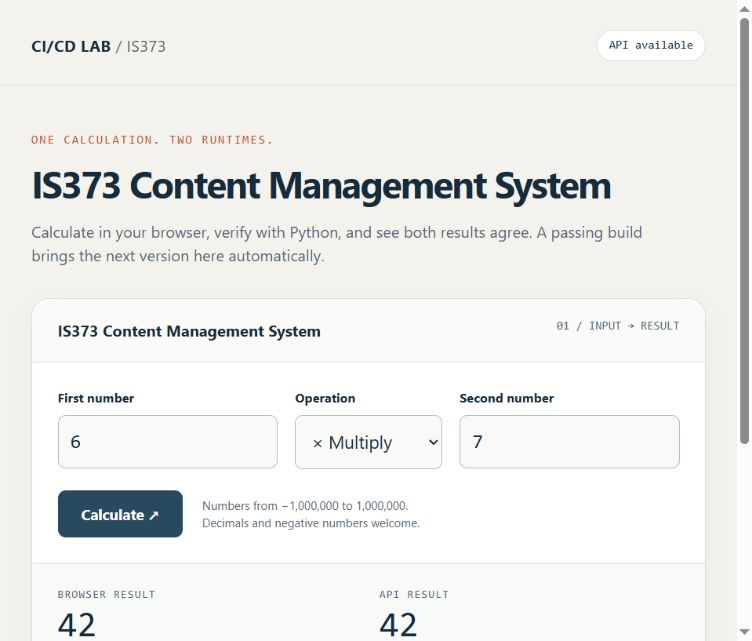 CI/CD LAB / IS373
API available
ONE CALCULATION. TWO RUNTIMES.
IS373 Content Management System
Calculate in your browser, verify with Python, and see both results agree. A passing build
brings the next version here automatically.
IS373 Content Management System
01 / INPUT → RESULT
First number
Operation
Second number
6
× Multiply
7
Calculate ↗
Numbers from −1,000,000 to 1,000,000.
Decimals and negative numbers welcome.
BROWSER RESULT
API RESULT
42
42